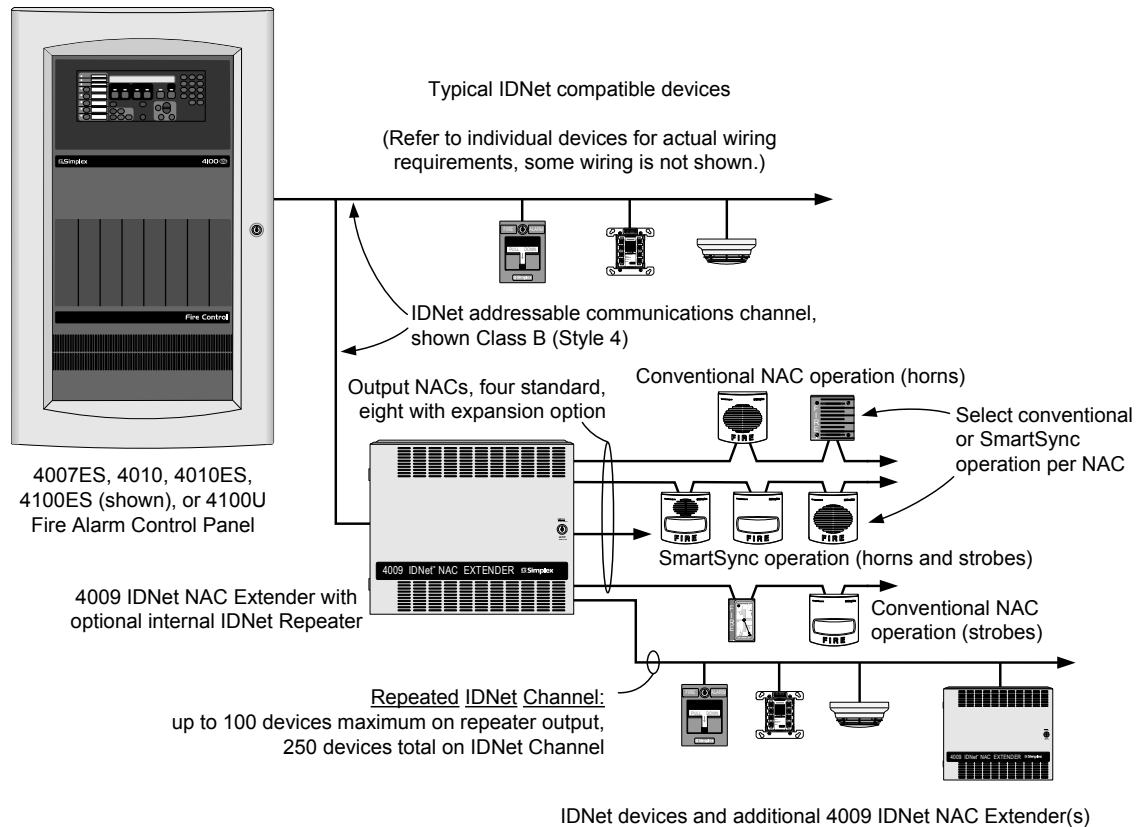 Typical IDNet compatible devices
(Refer to individual devices for actual wiring
requirements, some wiring is not shown.)
Simplex
4100
Fire Control
IDNet addressable communications channel,
shown Class B (Style 4)
4007ES, 4010, 4010ES,
4100ES (shown), or 4100U
Fire Alarm Control Panel
Output NACs, four standard,
eight with expansion option
Conventional NAC operation (horns)
FIRE
Select conventional
or SmartSync
operation per NAC
FIRE
FIRE
FIRE
SmartSync operation (horns and strobes)
4009 IDNet NAC EXTENDER Simplex
4009 IDNet NAC Extender with
optional internal IDNet Repeater
FIRE
Conventional NAC
operation (strobes)
Repeated IDNet Channel:
up to 100 devices maximum on repeater output,
250 devices total on IDNet Channel
4009 IDNet NAC EXTENDER Simplex
IDNet devices and additional 4009 IDNet NAC Extender(s)